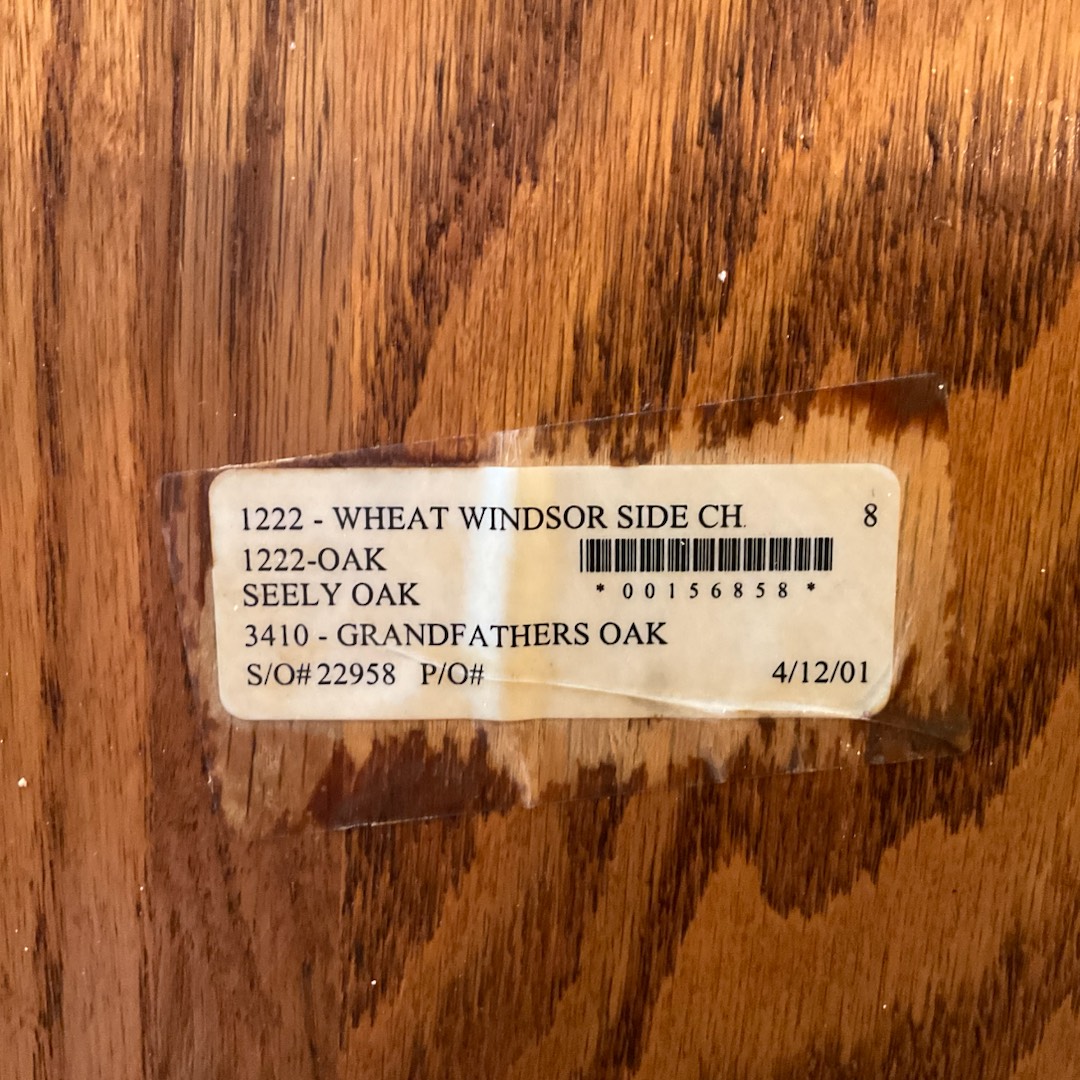 1222 - WHEAT WINDSOR SIDE CH. 8
1222-OAK
*00156858*
SEELY OAK
3410 - GRANDFATHERS OAK
S/O#22958 P/O# 4/12/01